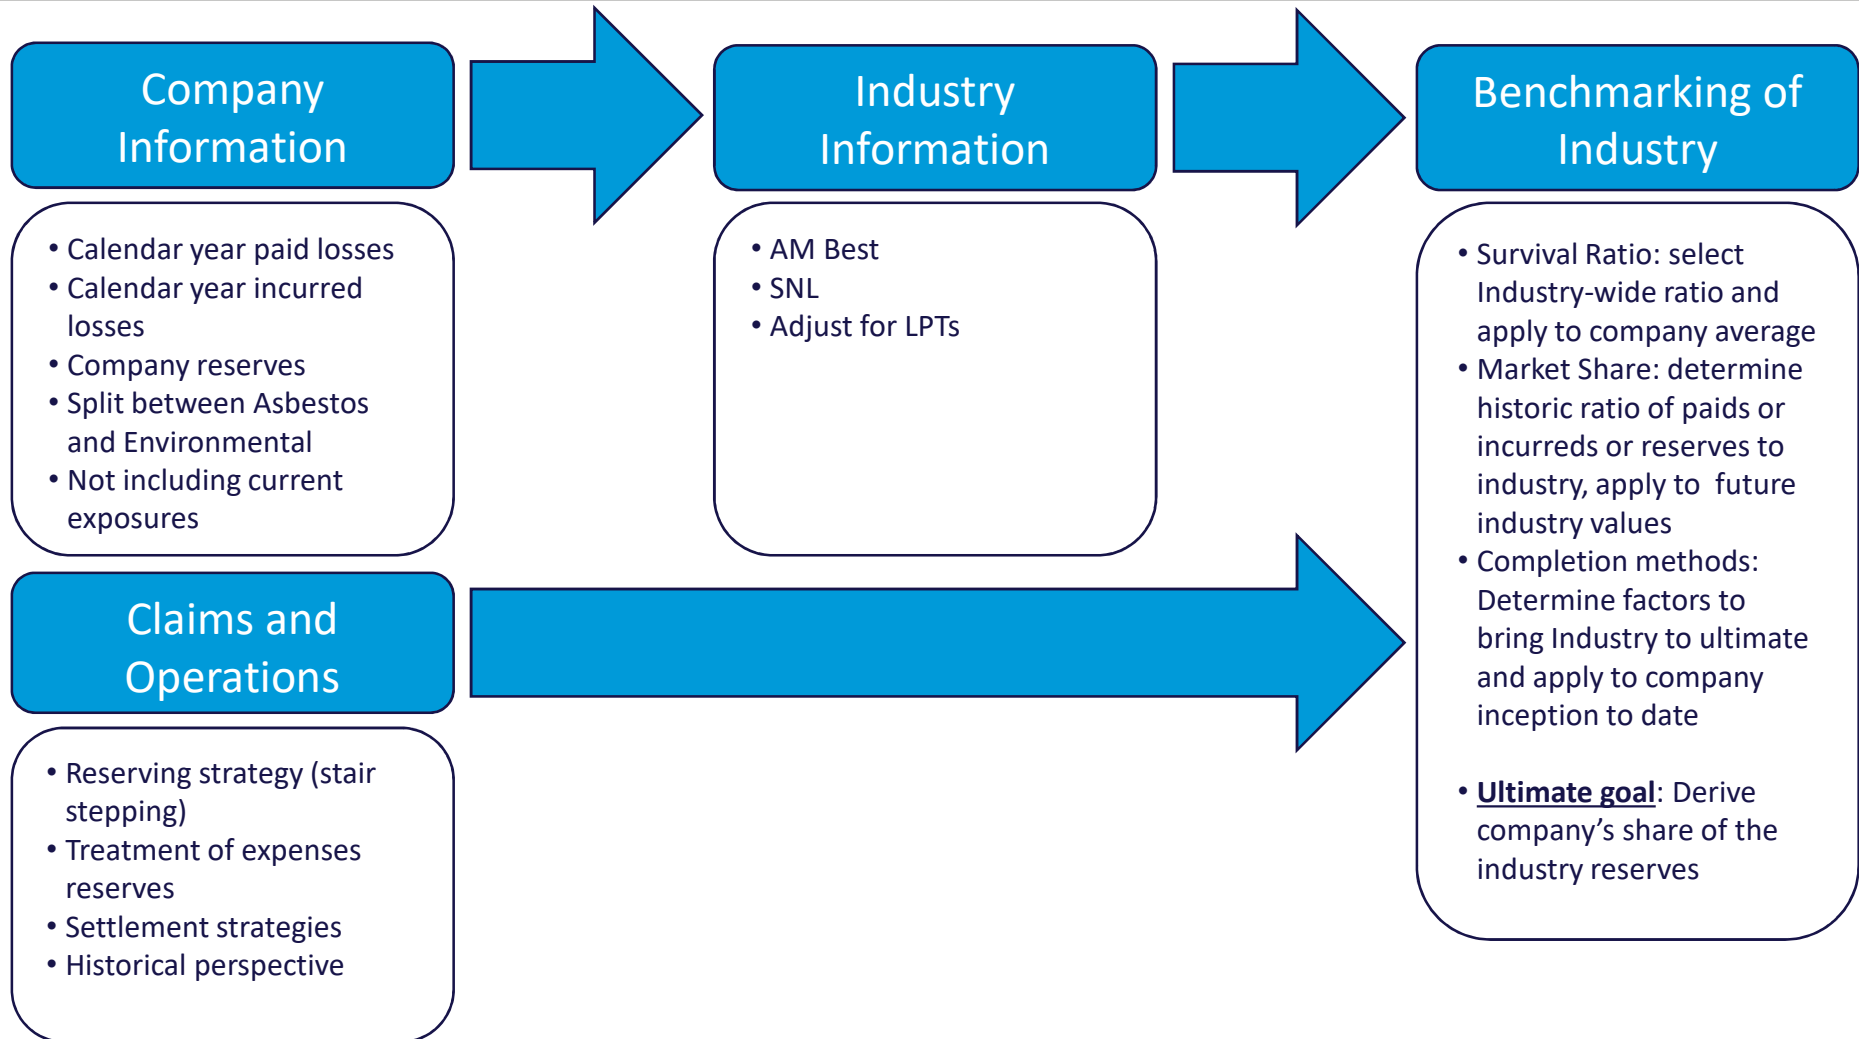 Company
Information
• Calendar year paid losses
• Calendar year incurred
losses
• Company reserves
• Split between Asbestos
and Environmental
• Not including current
exposures
Industry
Information
• AM Best
• SNL
• Adjust for LPTs
Claims and
Operations
• Reserving strategy (stair
stepping)
• Treatment of expenses
reserves
• Settlement strategies
• Historical perspective
Benchmarking of
Industry
• Survival Ratio: select
Industry-wide ratio and
apply to company average
• Market Share: determine
historic ratio of paids or
incurreds or reserves to
industry, apply to  future
industry values
• Completion methods:
Determine factors to
bring Industry to ultimate
and apply to company
inception to date
• Ultimate goal: Derive
company’s share of the
industry reserves